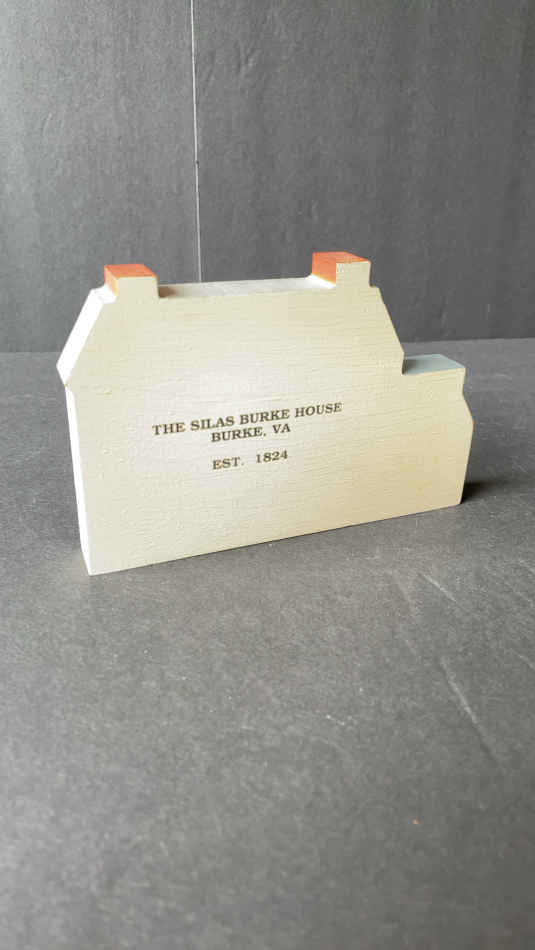 THE SILAS BURKE HOUSE
BURKE, VA
EST. 1824